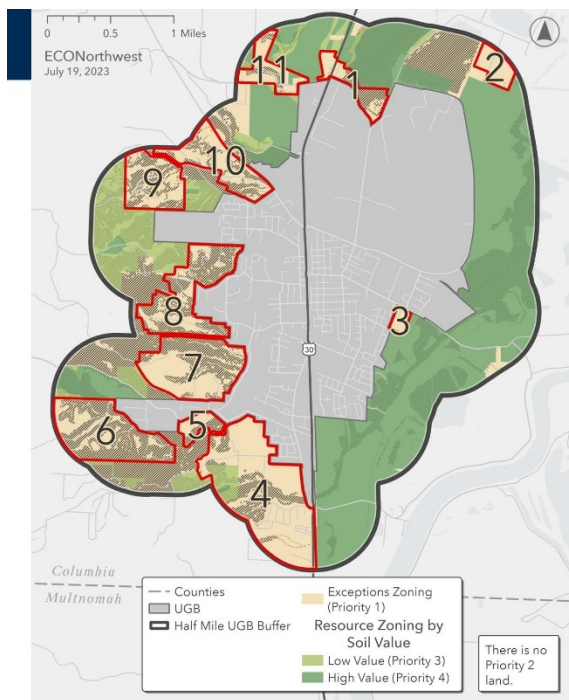 0 0.5 1 Miles
ECONorthwest
July 19, 2023
11
1
2
10
9
3
8
30
7
5
6
4
Columbia
Multnomah
Counties
UGB
Half Mile UGB Buffer
Exceptions Zoning
(Priority 1)
Resource Zoning by
Soil Value
Low Value (Priority 3)
High Value (Priority 4)
There is no
Priority 2
land.